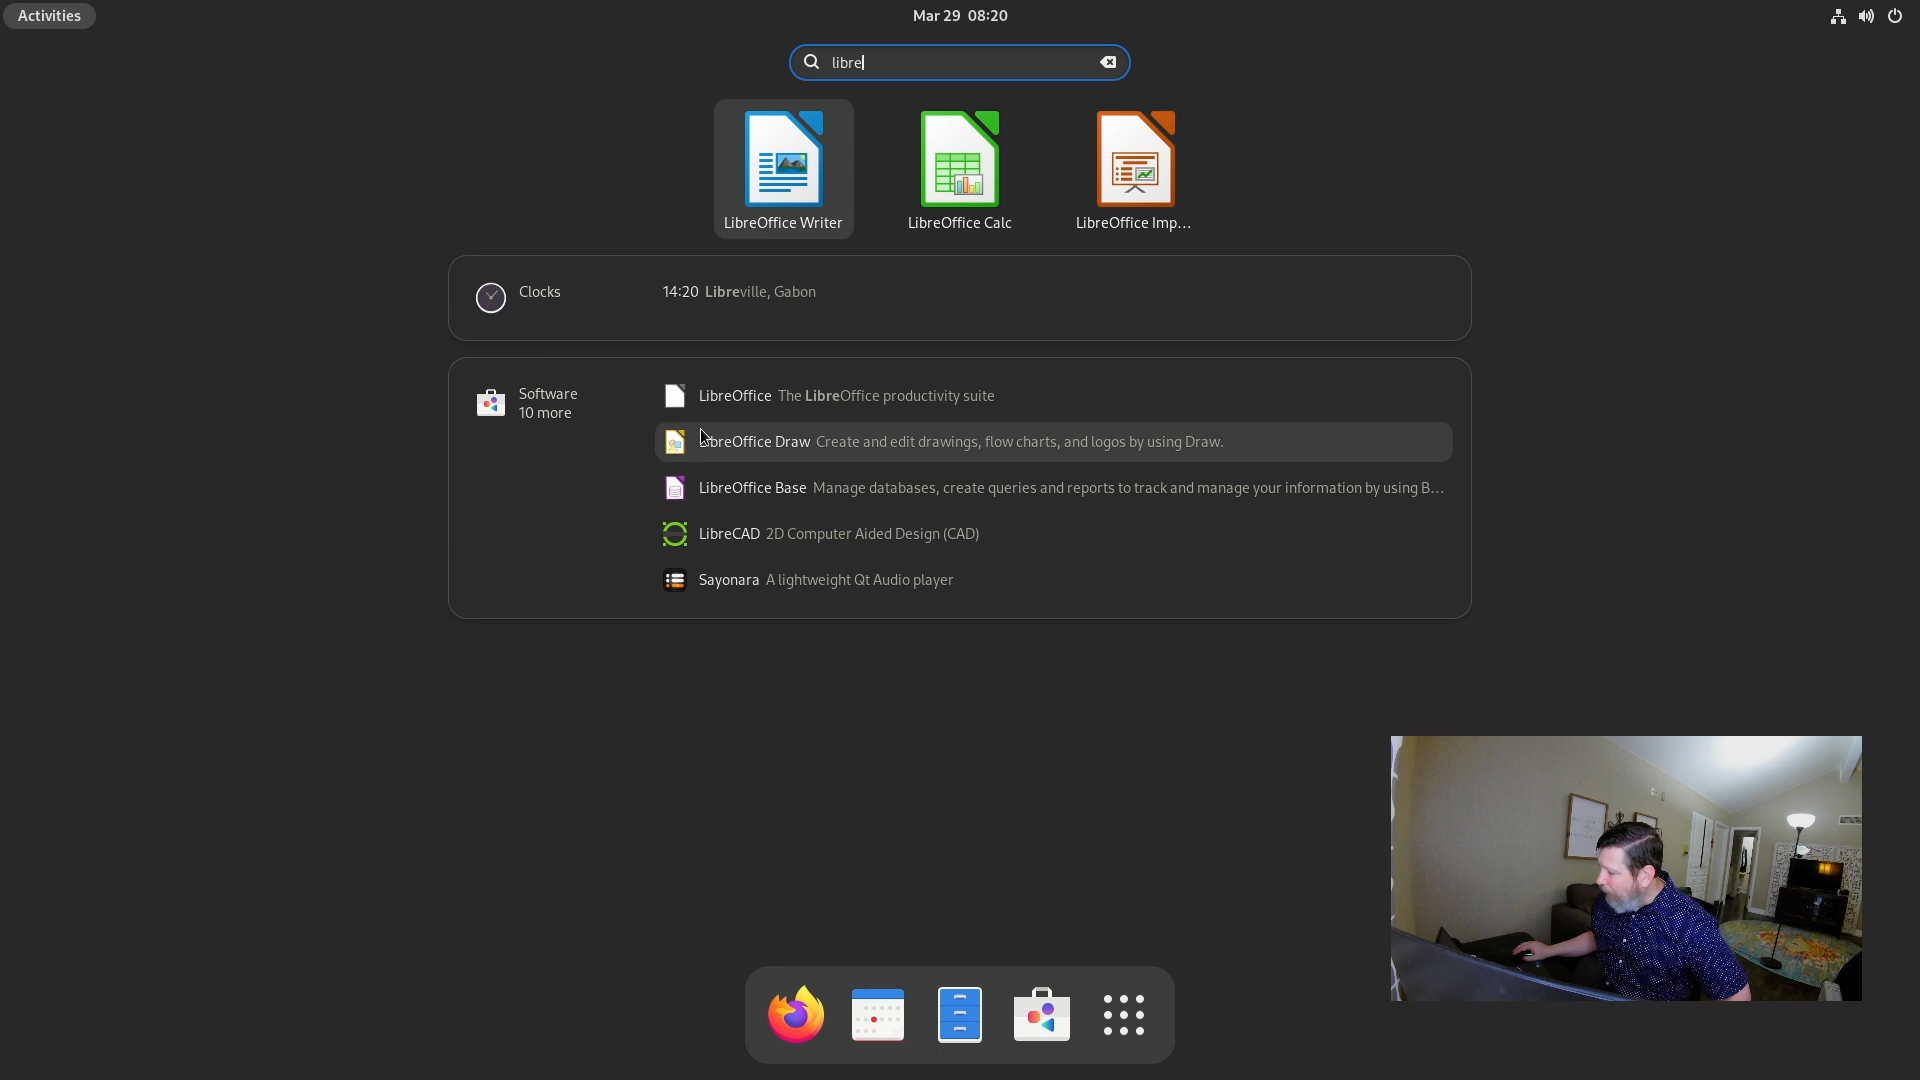 Activities
Mar 29 08:20
libre
LibreOffice Writer
LibreOffice Calc
LibreOffice Imp...
Clocks
14:20 Libreville, Gabon
Software
10 more
LibreOffice The LibreOffice productivity suite
LibreOffice Draw Create and edit drawings, flow charts, and logos by using Draw.
LibreOffice Base Manage databases, create queries and reports to track and manage your information by using B...
LibreCAD 2D Computer Aided Design (CAD)
Sayonara A lightweight Qt Audio player